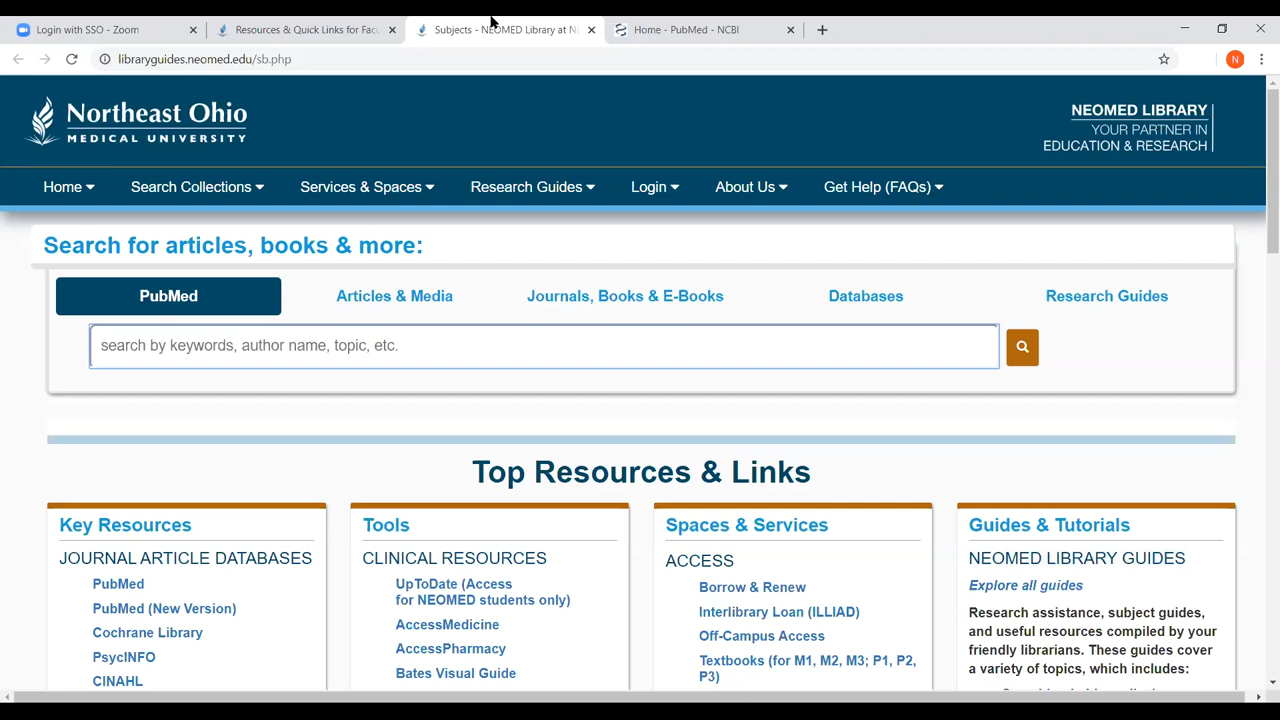 Login with SSO - Zoom
Resources & Quick Links for Facu
Subjects - NEOMED Library at N
Home - PubMed - NCBI
libraryguides.neomed.edu/sb.php
N
Northeast Ohio
MEDICAL UNIVERSITY
NEOMED LIBRARY
YOUR PARTNER IN
EDUCATION & RESEARCH
Home
Search Collections
Services & Spaces
Research Guides
Login
About Us
Get Help (FAQs)
Search for articles, books & more:
PubMed
Articles & Media
Journals, Books & E-Books
Databases
Research Guides
search by keywords, author name, topic, etc.
Top Resources & Links
Key Resources
JOURNAL ARTICLE DATABASES
PubMed
PubMed (New Version)
Cochrane Library
PsycINFO
CINAHL
Tools
CLINICAL RESOURCES
UpToDate (Access
for NEOMED students only)
AccessMedicine
AccessPharmacy
Bates Visual Guide
Spaces & Services
ACCESS
Borrow & Renew
Interlibrary Loan (ILLIAD)
Off-Campus Access
Textbooks (for M1, M2, M3; P1, P2,
P3)
Guides & Tutorials
NEOMED LIBRARY GUIDES
Explore all guides
Research assistance, subject guides,
and useful resources compiled by your
friendly librarians. These guides cover
a variety of topics, which includes: